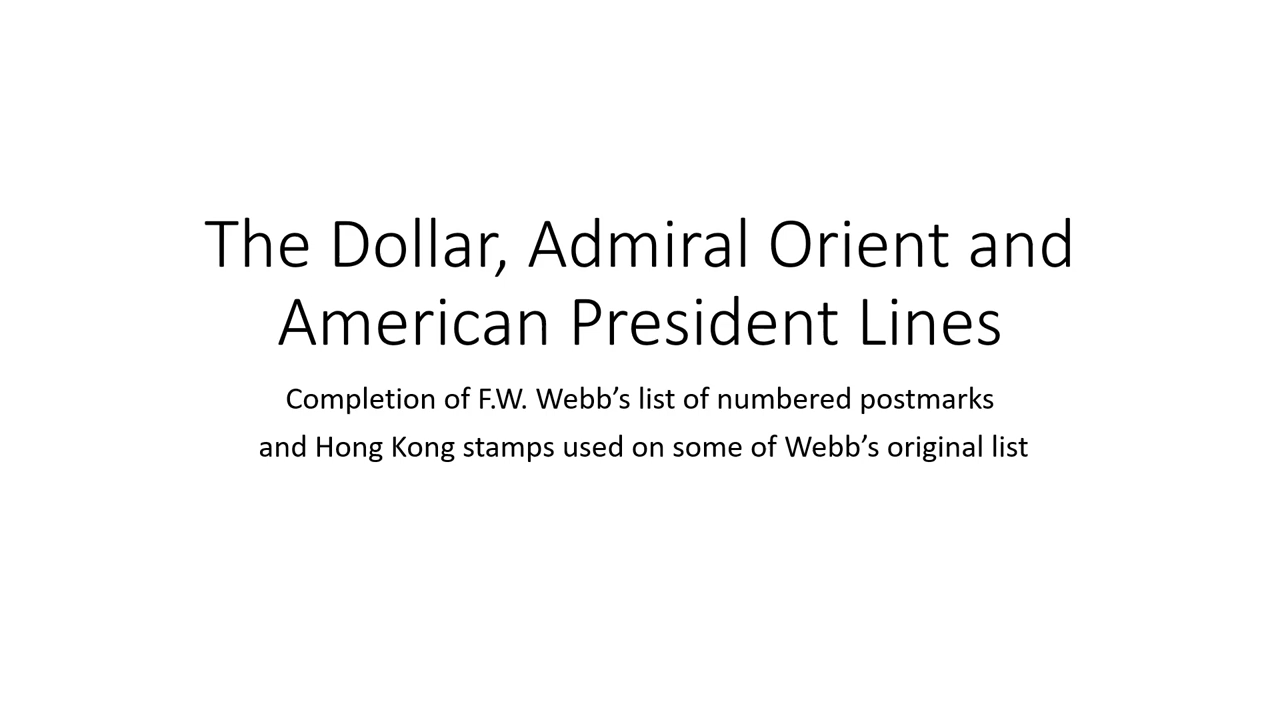 The Dollar, Admiral Orient and
American President Lines
Completion of F.W. Webb’s list of numbered postmarks
and Hong Kong stamps used on some of Webb’s original list